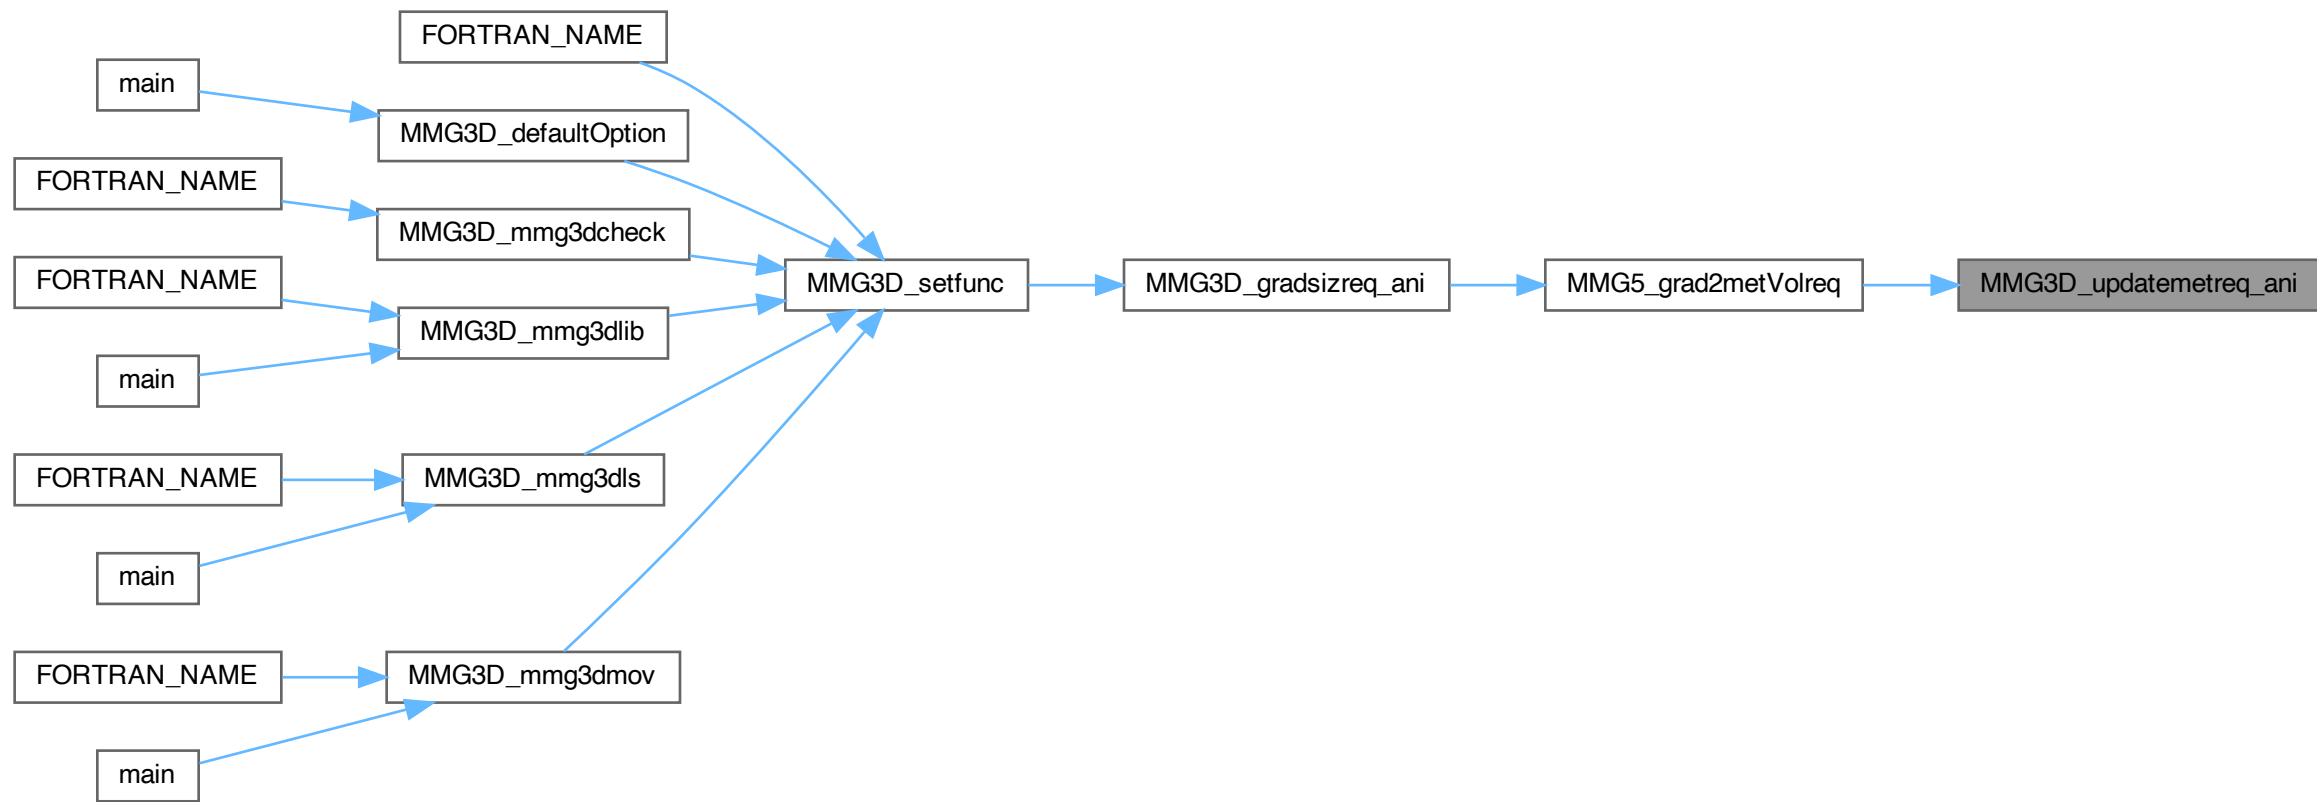 FORTRAN_NAME
main
MMG3D_defaultOption
FORTRAN_NAME
MMG3D_mmg3dcheck
FORTRAN_NAME
MMG3D_setfunc
MMG3D_gradsizreq_ani
MMG5_grad2metVolreq
MMG3D_updatemetreq_ani
MMG3D_mmg3dlib
main
FORTRAN_NAME
MMG3D_mmg3dls
main
FORTRAN_NAME
MMG3D_mmg3dmov
main